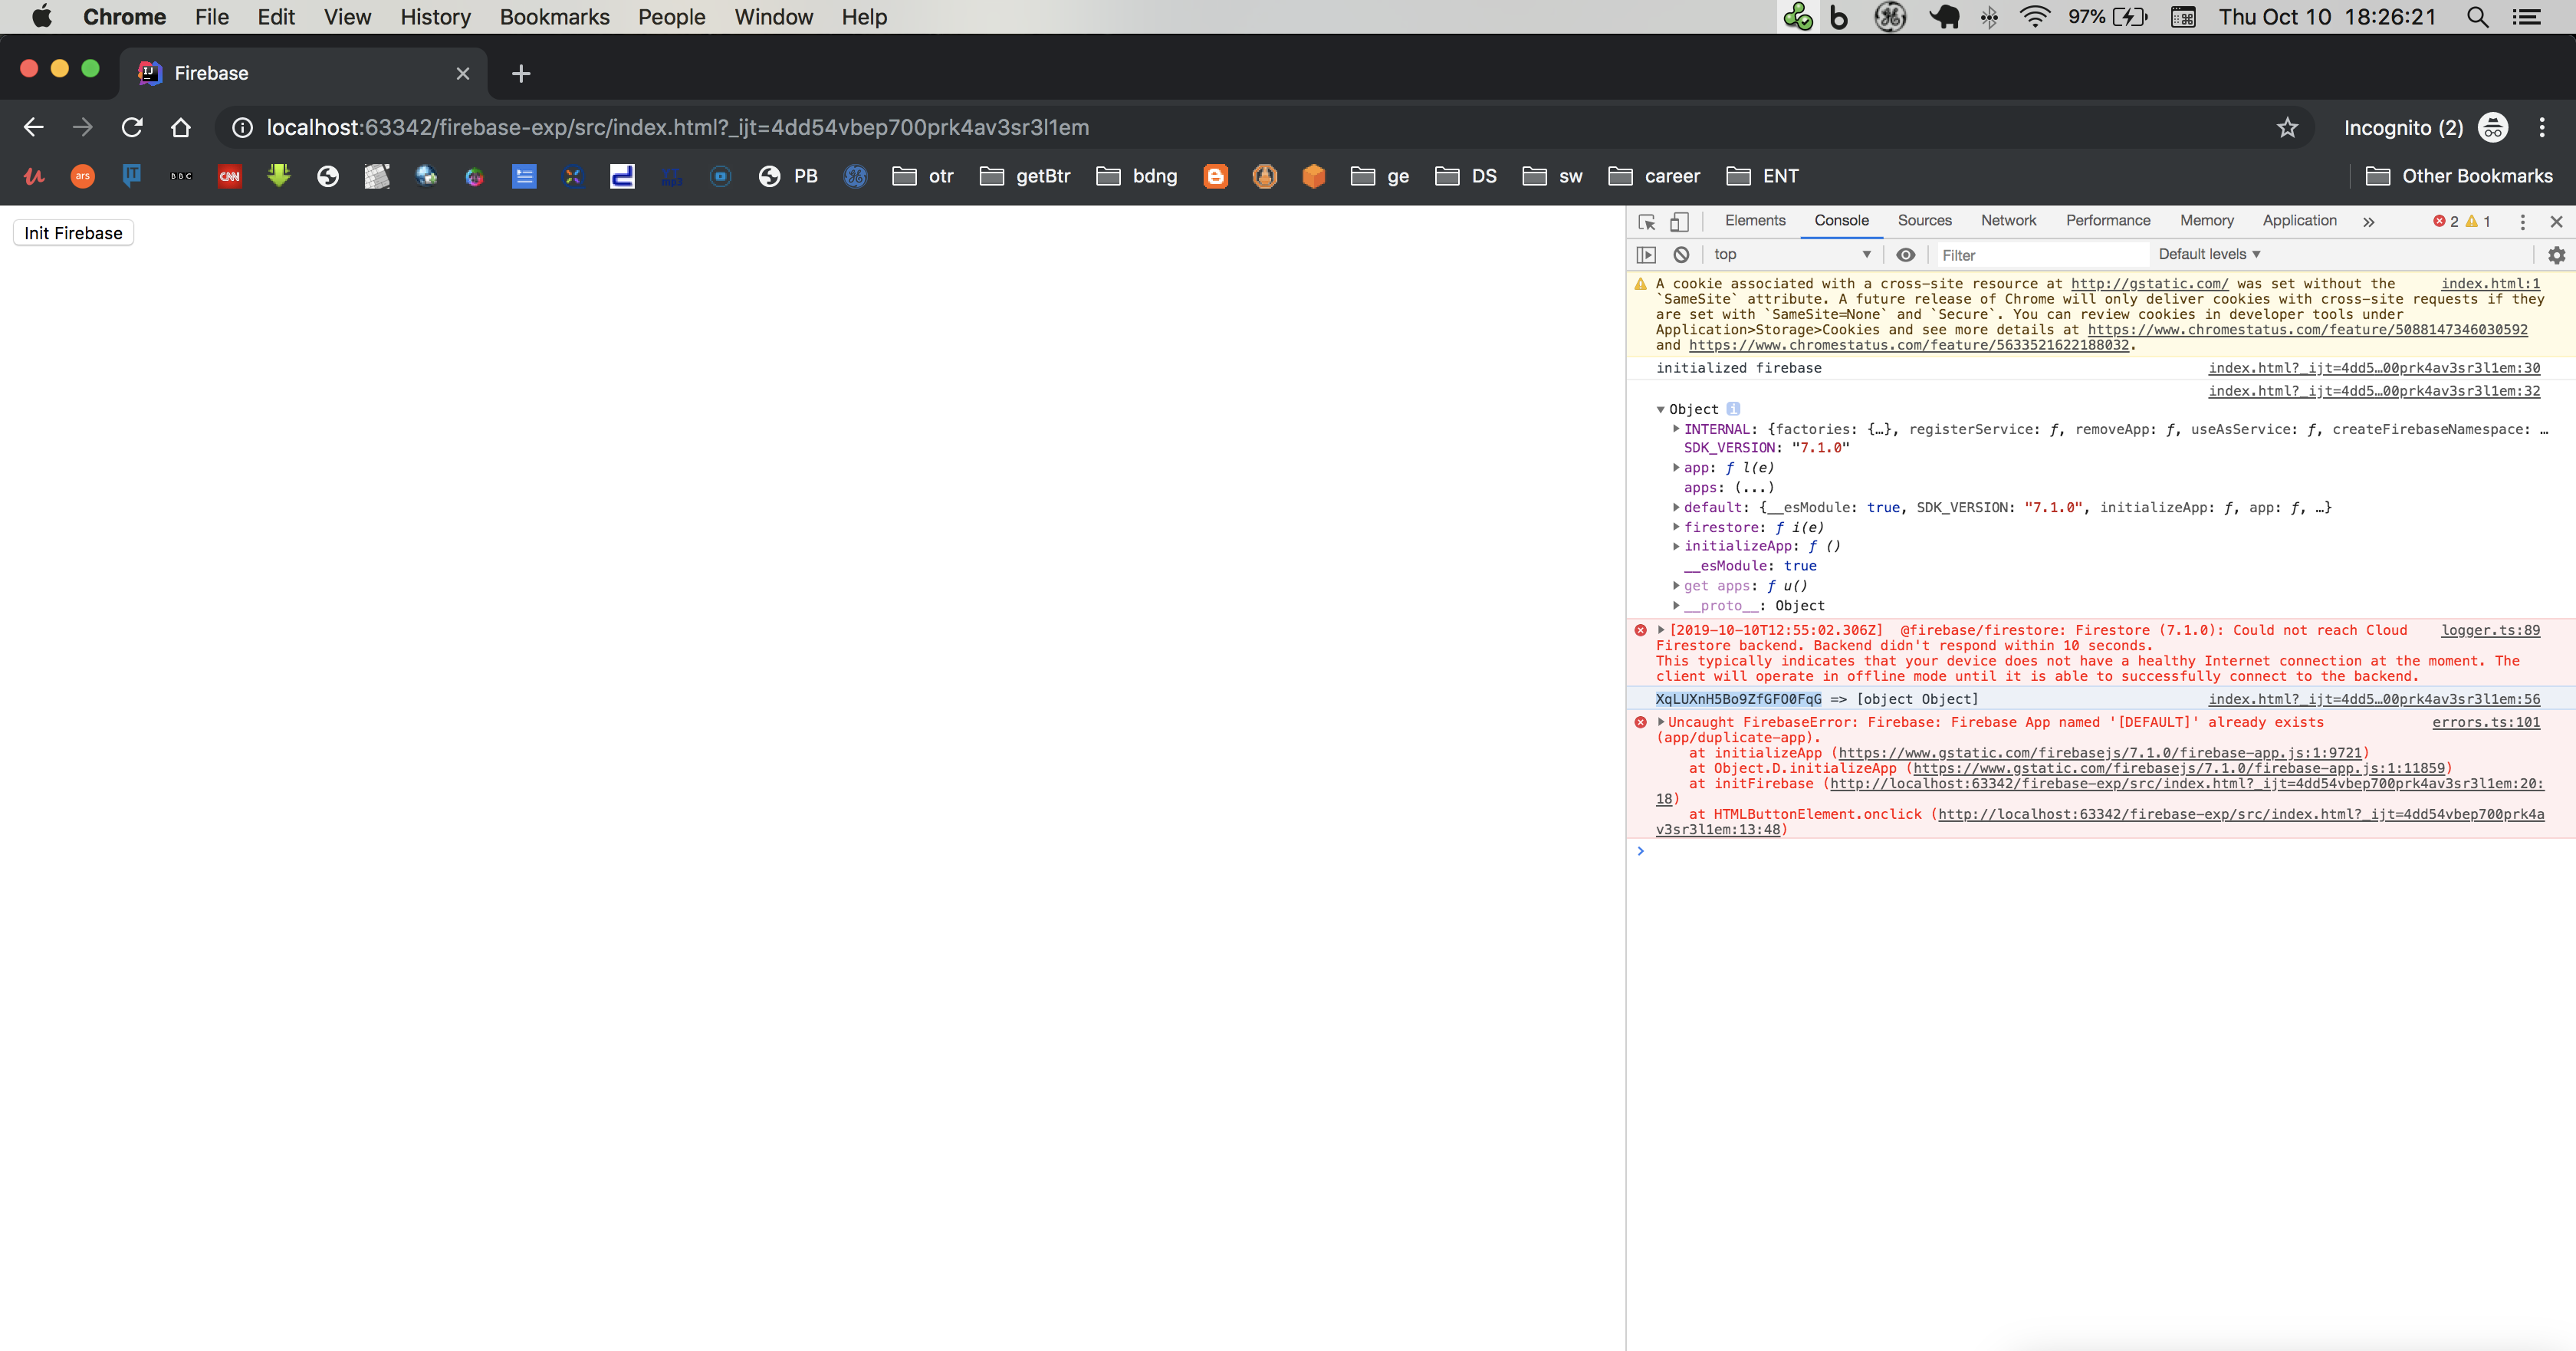 Chrome File Edit View History Bookmarks People Window Help 97% Thu Oct 10 18:26:21
Firebase
localhost:63342/firebase-exp/src/index.html?_ijt=4dd54vbep700prk4av3sr3l1em Incognito (2)
ars IT BBC CNN mp3 PB otr getBtr bdng ge DS sw career ENT Other Bookmarks
Init Firebase
Elements Console Sources Network Performance Memory Application » 2 1
top Filter Default levels
A cookie associated with a cross-site resource at http://gstatic.com/ was set without the index.html:1
`SameSite` attribute. A future release of Chrome will only deliver cookies with cross-site requests if they
are set with `SameSite=None` and `Secure`. You can review cookies in developer tools under
Application>Storage>Cookies and see more details at https://www.chromestatus.com/feature/5088147346030592
and https://www.chromestatus.com/feature/5633521622188032.
initialized firebase index.html?_ijt=4dd5…00prk4av3sr3l1em:30
index.html?_ijt=4dd5…00prk4av3sr3l1em:32
Object i
INTERNAL: {factories: {…}, registerService: ƒ, removeApp: ƒ, useAsService: ƒ, createFirebaseNamespace: …
SDK_VERSION: "7.1.0"
app: ƒ l(e)
apps: (...)
default: {__esModule: true, SDK_VERSION: "7.1.0", initializeApp: ƒ, app: ƒ, …}
firestore: ƒ i(e)
initializeApp: ƒ ()
__esModule: true
get apps: ƒ u()
__proto__: Object
[2019-10-10T12:55:02.306Z]  @firebase/firestore: Firestore (7.1.0): Could not reach Cloud logger.ts:89
Firestore backend. Backend didn't respond within 10 seconds.
This typically indicates that your device does not have a healthy Internet connection at the moment. The
client will operate in offline mode until it is able to successfully connect to the backend.
XqLUXnH5Bo9ZfGFO0FqG => [object Object] index.html?_ijt=4dd5…00prk4av3sr3l1em:56
Uncaught FirebaseError: Firebase: Firebase App named '[DEFAULT]' already exists errors.ts:101
(app/duplicate-app).
at initializeApp (https://www.gstatic.com/firebasejs/7.1.0/firebase-app.js:1:9721)
at Object.D.initializeApp (https://www.gstatic.com/firebasejs/7.1.0/firebase-app.js:1:11859)
at initFirebase (http://localhost:63342/firebase-exp/src/index.html?_ijt=4dd54vbep700prk4av3sr3l1em:20:
18)
at HTMLButtonElement.onclick (http://localhost:63342/firebase-exp/src/index.html?_ijt=4dd54vbep700prk4a
v3sr3l1em:13:48)